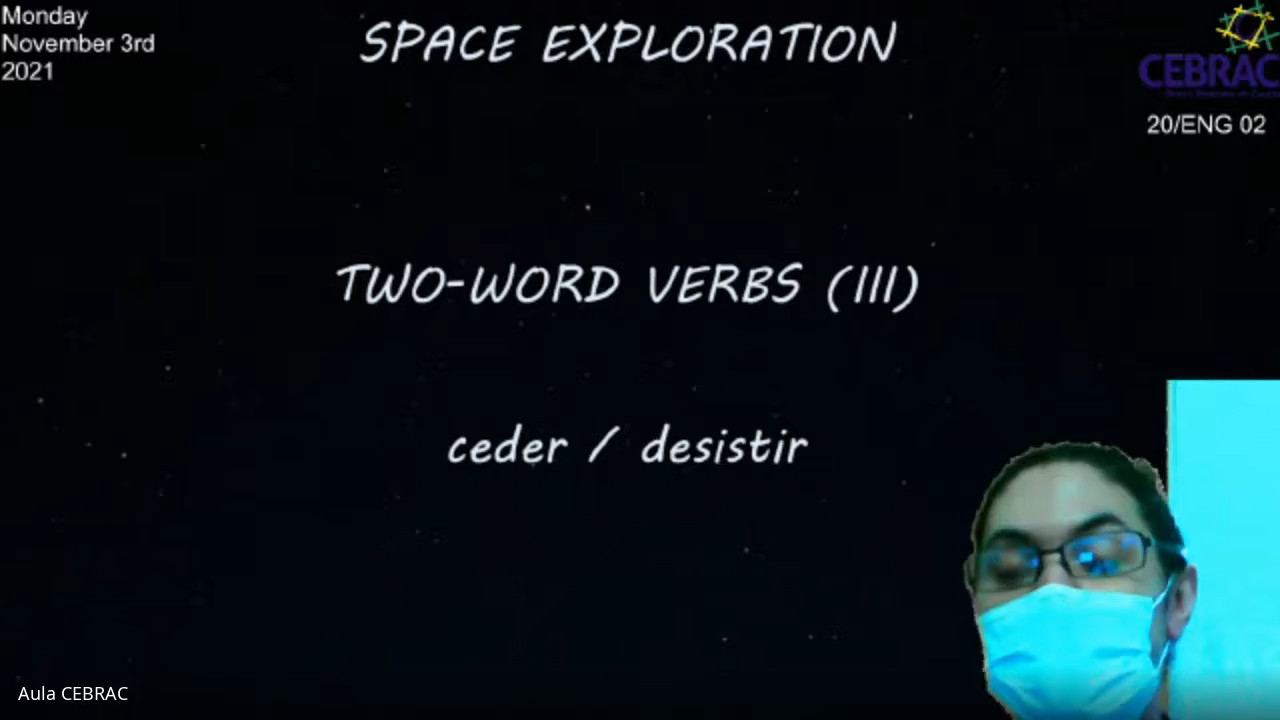 Monday
November 3rd
2021
SPACE EXPLORATION
CEBRAC
20/ENG 02
TWO-WORD VERBS (III)
ceder / desistir
Aula CEBRAC